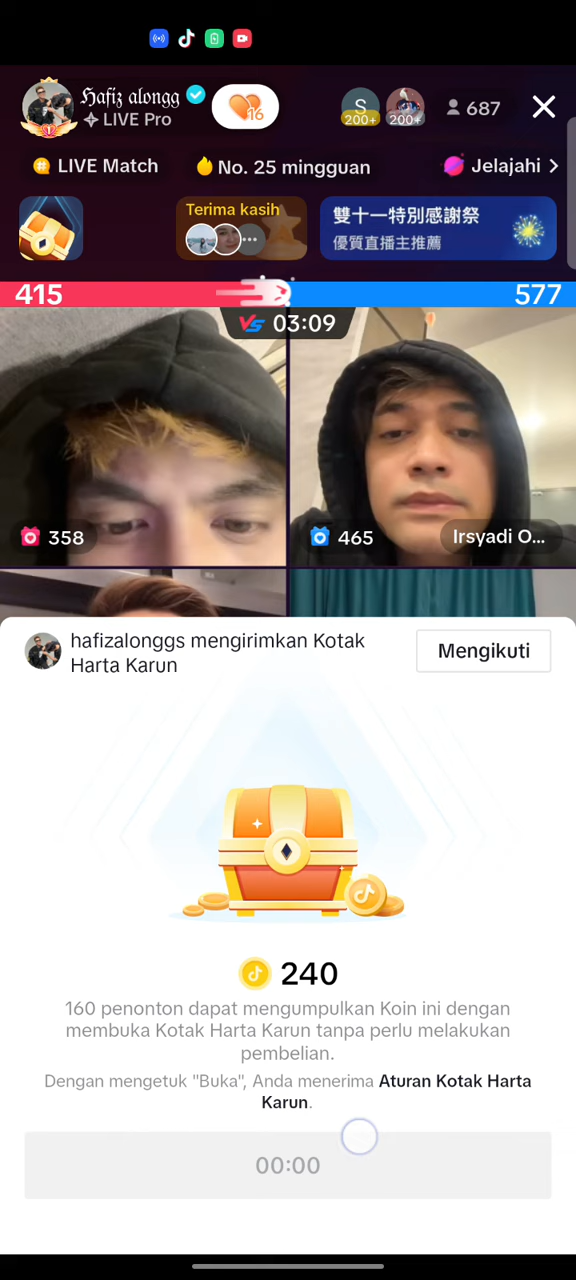 Hafiz alongg
LIVE Pro
16
S
200+
200+
687
LIVE Match
No. 25 mingguan
Jelajahi
Terima kasih
雙十一特別感謝祭
優質直播主推薦
415
577
VS 03:09
358
465
Irsyadi O...
hafizalonggs mengirimkan Kotak
Harta Karun
Mengikuti
240
160 penonton dapat mengumpulkan Koin ini dengan
membuka Kotak Harta Karun tanpa perlu melakukan
pembelian.
Dengan mengetuk "Buka", Anda menerima Aturan Kotak Harta
Karun.
00:00